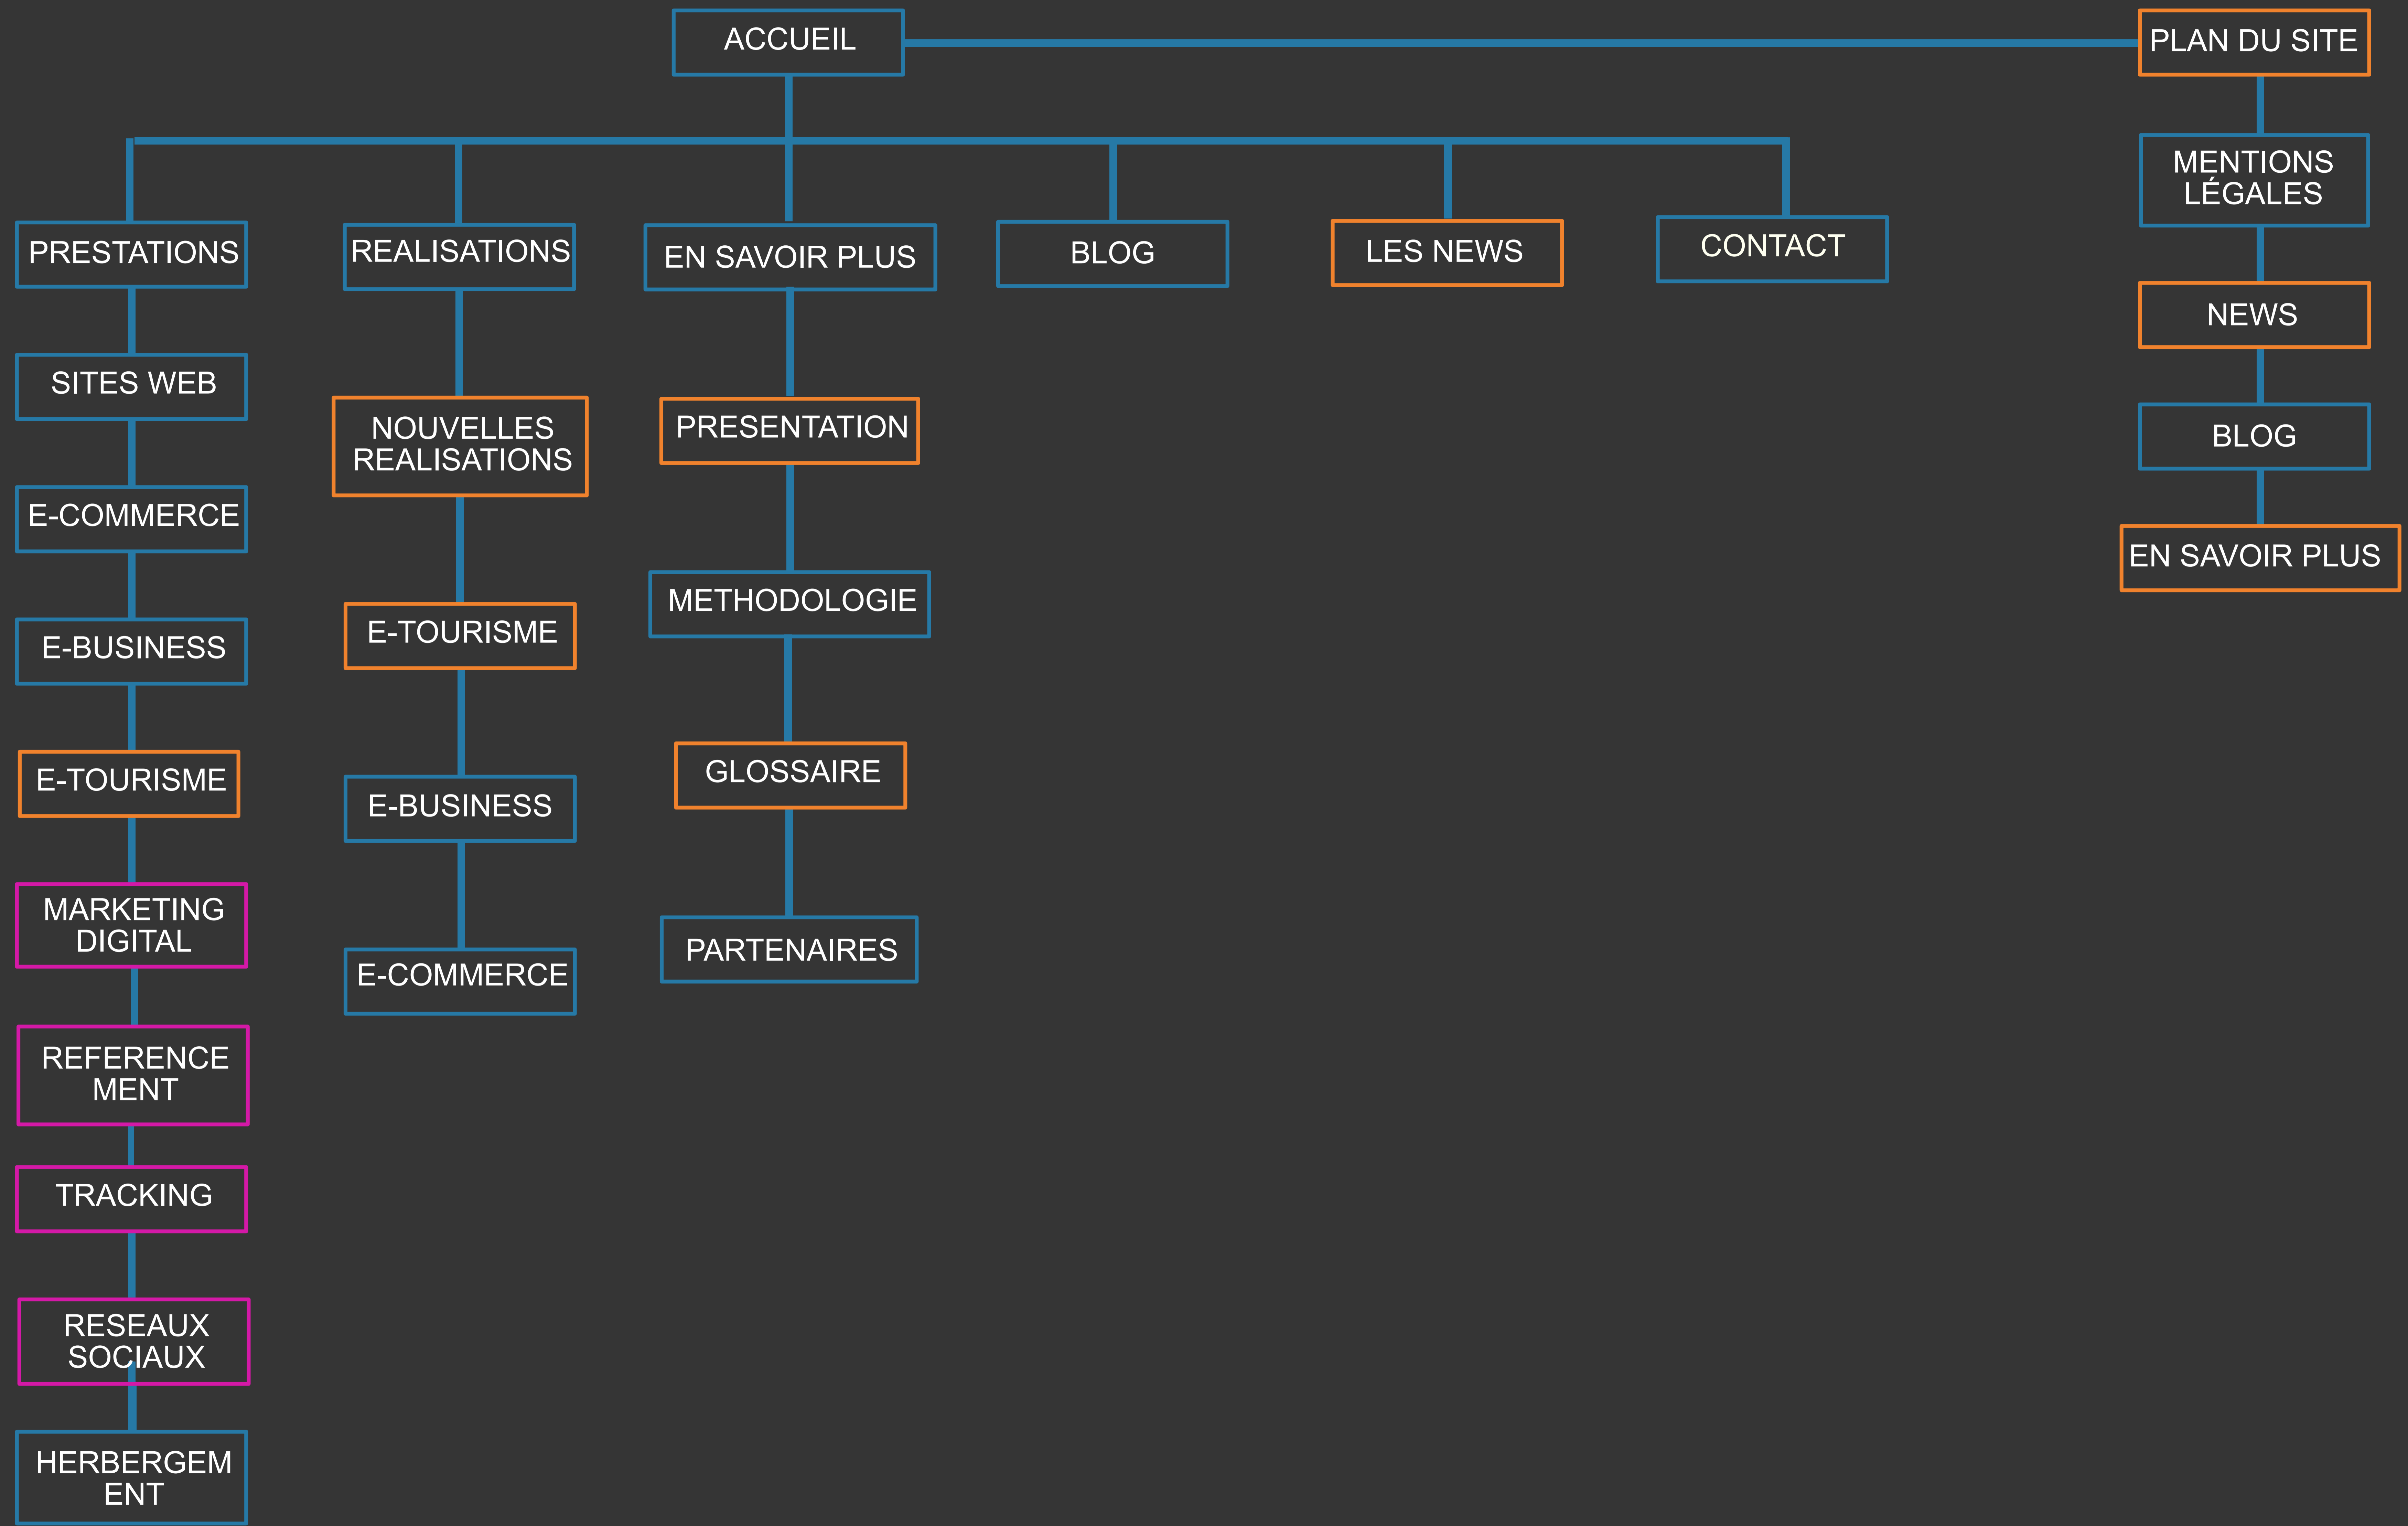 ACCUEIL
PLAN DU SITE
PRESTATIONS
SITES WEB
E-COMMERCE
E-BUSINESS
E-TOURISME
MARKETING
DIGITAL
REFERENCE
MENT
TRACKING
RESEAUX
SOCIAUX
HERBERGEM
ENT
REALISATIONS
NOUVELLES
REALISATIONS
E-TOURISME
E-BUSINESS
E-COMMERCE
EN SAVOIR PLUS
PRESENTATION
METHODOLOGIE
GLOSSAIRE
PARTENAIRES
BLOG
LES NEWS
CONTACT
MENTIONS
LÉGALES
NEWS
BLOG
EN SAVOIR PLUS